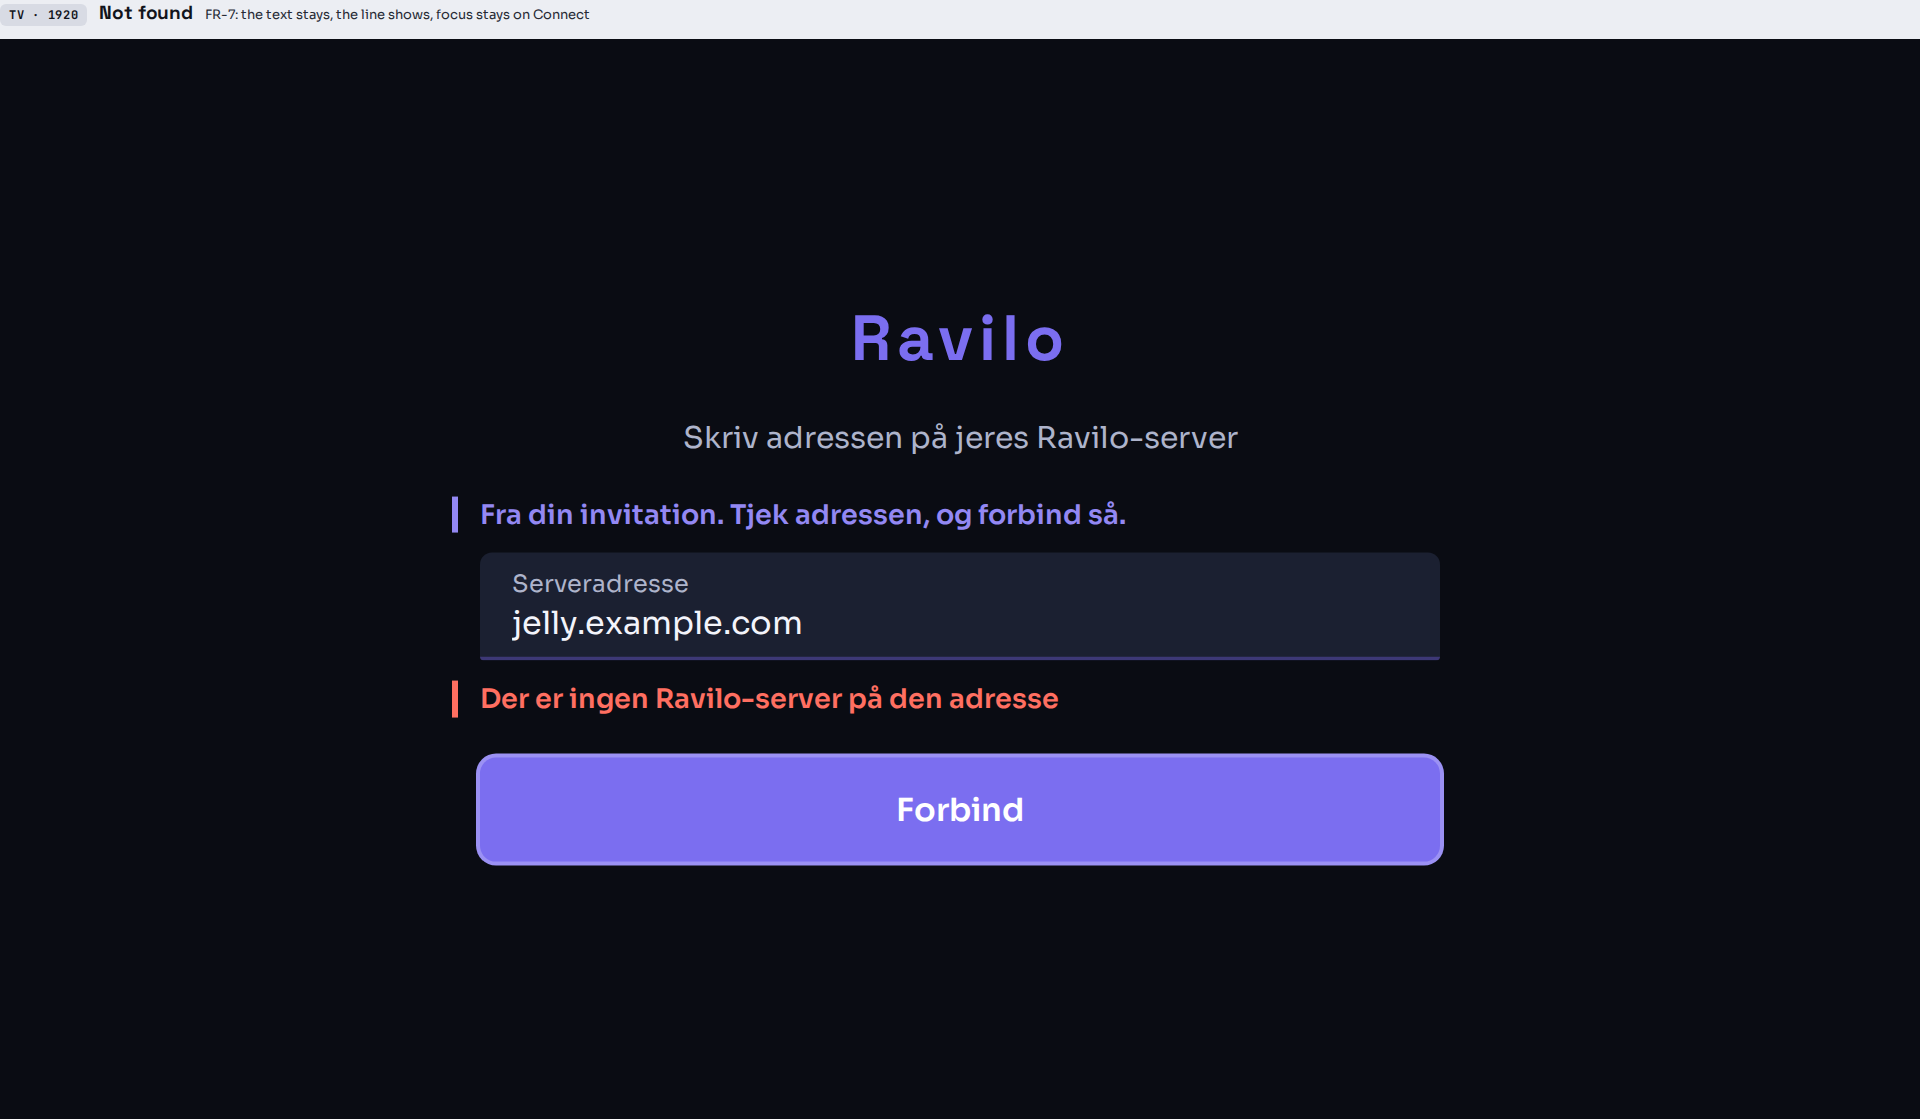 TV · 1920 Not found FR-7: the text stays, the line shows, focus stays on Connect
Ravilo
Skriv adressen på jeres Ravilo-server
Fra din invitation. Tjek adressen, og forbind så.
Serveradresse
jelly.example.com
Der er ingen Ravilo-server på den adresse
Forbind